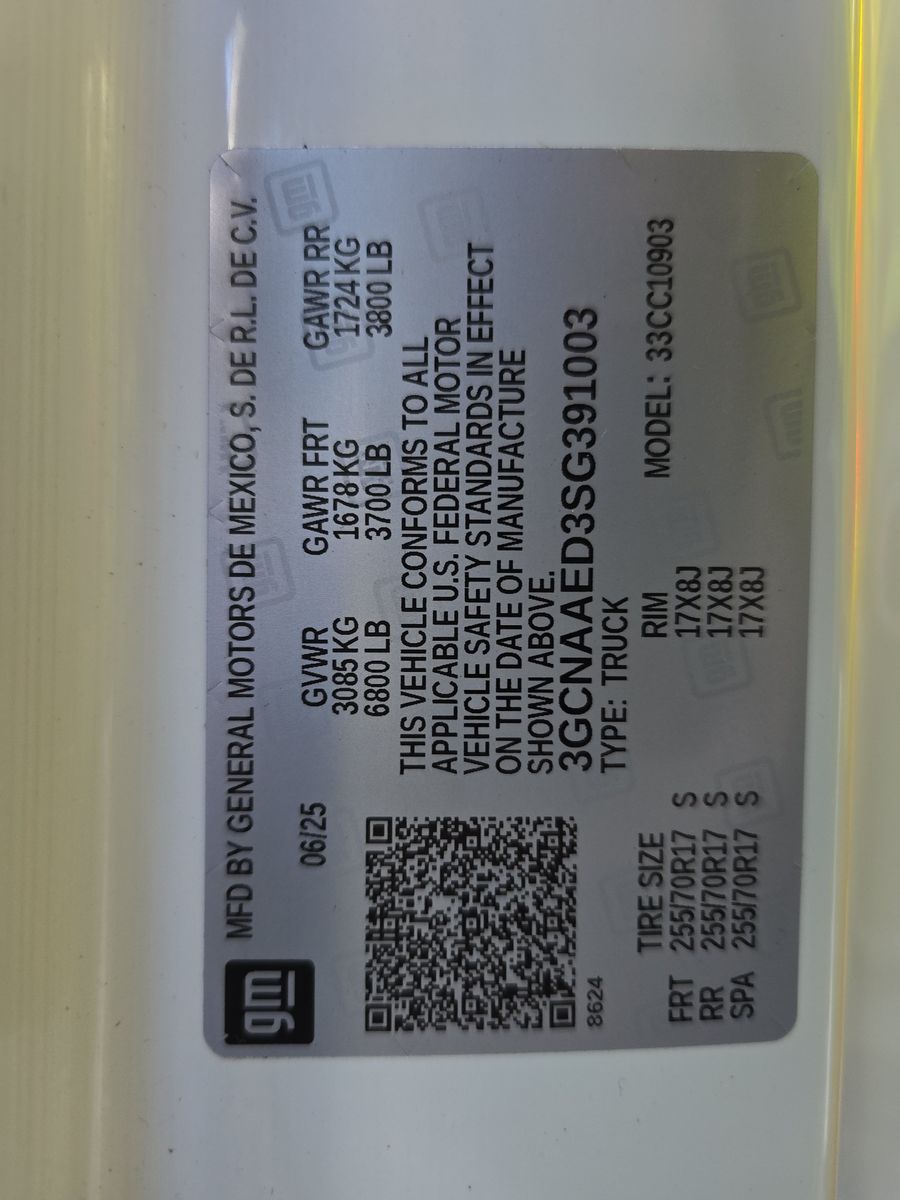 gm
MFD BY GENERAL MOTORS DE MEXICO, S. DE R.L. DE C.V.
06/25
GVWR GAWR FRT GAWR RR
3085 KG 1678 KG 1724 KG
6800 LB 3700 LB 3800 LB
THIS VEHICLE CONFORMS TO ALL
APPLICABLE U.S. FEDERAL MOTOR
VEHICLE SAFETY STANDARDS IN EFFECT
ON THE DATE OF MANUFACTURE
SHOWN ABOVE.
3GCNAAED3SG391003
8624
TYPE: TRUCK
TIRE SIZE RIM MODEL: 33CC10903
FRT 255/70R17 S 17X8J
RR 255/70R17 S 17X8J
SPA 255/70R17 S 17X8J